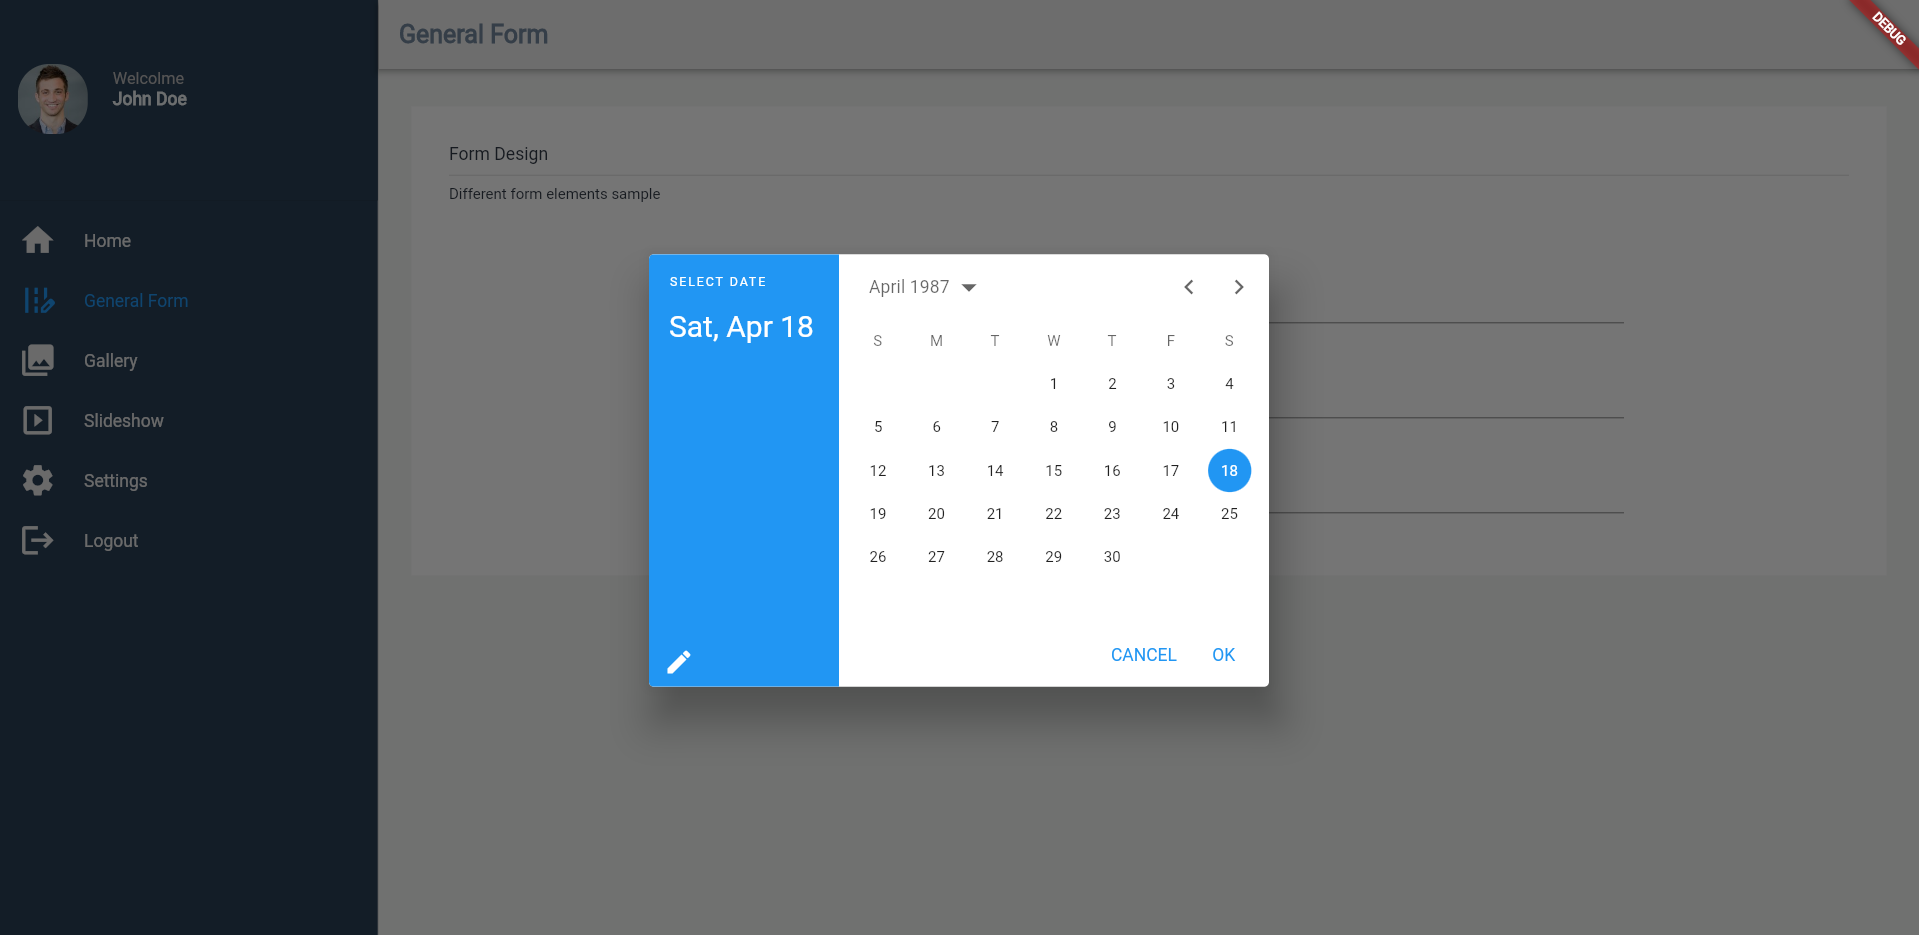 General Form
DEBUG
Welcolme
John Doe
Form Design
Different form elements sample
Home
General Form
Gallery
Slideshow
Settings
Logout
SELECT DATE
Sat, Apr 18
April 1987
S M T W T F S
1 2 3 4
5 6 7 8 9 10 11
12 13 14 15 16 17 18
19 20 21 22 23 24 25
26 27 28 29 30
CANCEL OK